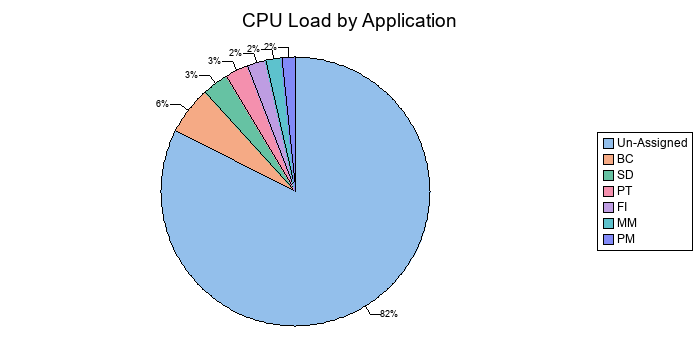 CPU Load by Application
2%
2%
2%
3%
3%
6%
82%
Un-Assigned
BC
SD
PT
FI
MM
PM